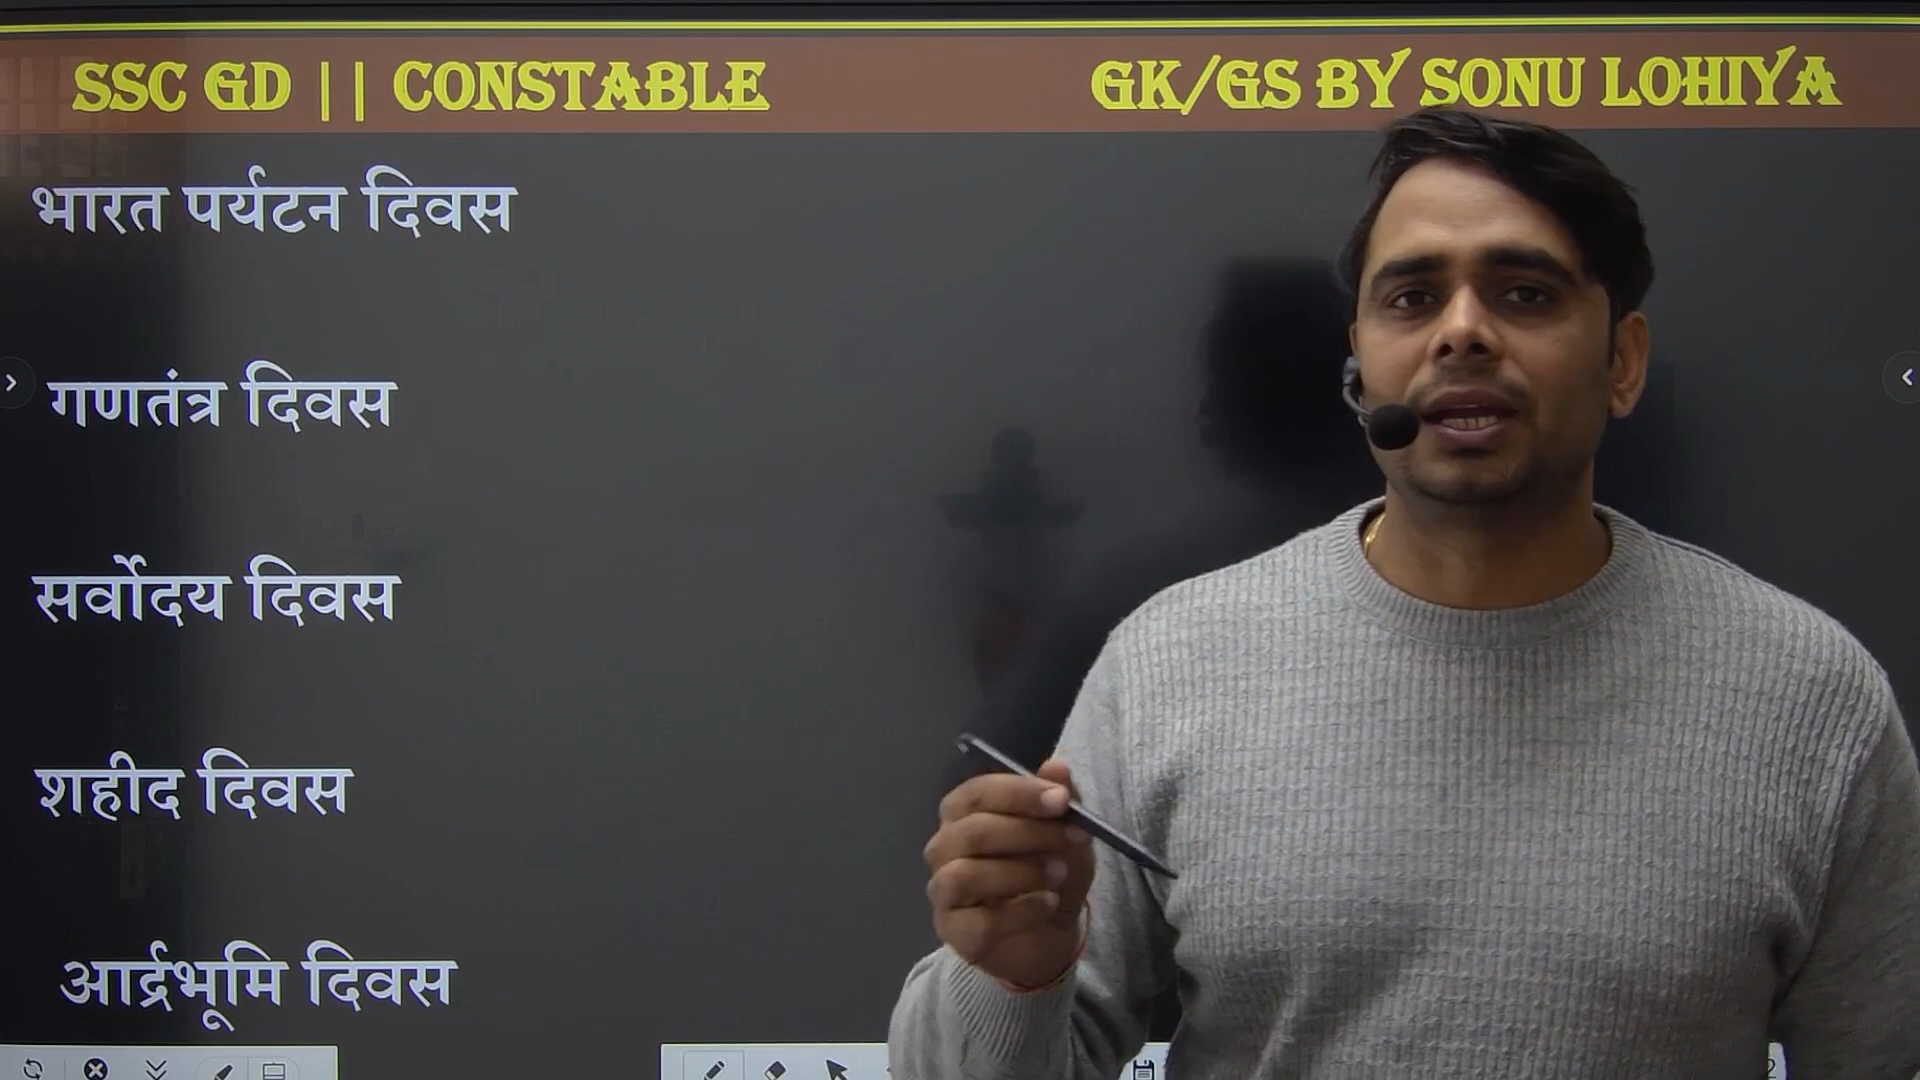 SSC GD || CONSTABLE
GK/GS BY SONU LOHIYA
भारत पर्यटन दिवस
गणतंत्र दिवस
सर्वोदय दिवस
शहीद दिवस
आर्द्रभूमि दिवस
2